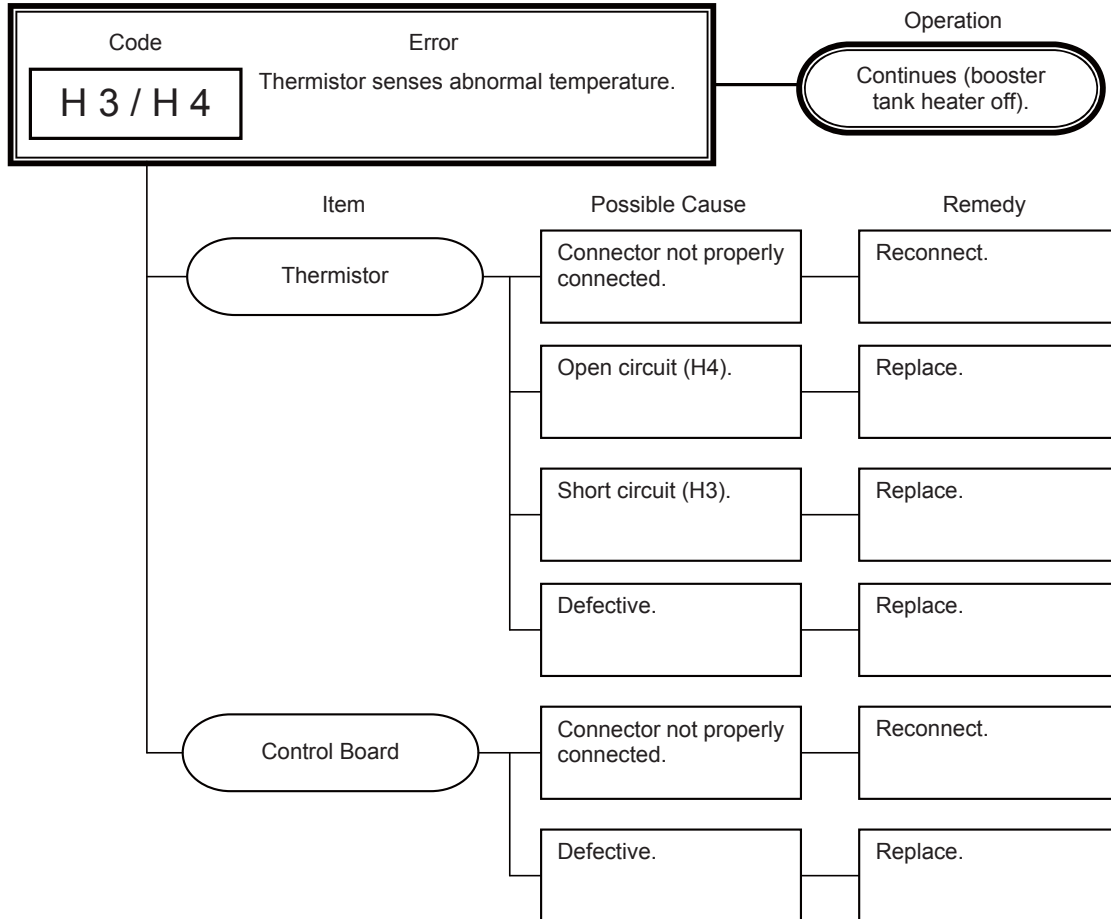 Code
Error
Operation
H 3 / H 4
Thermistor senses abnormal temperature.
Continues (booster
tank heater off).
Item
Possible Cause
Remedy
Thermistor
Connector not properly
connected.
Reconnect.
Open circuit (H4).
Replace.
Short circuit (H3).
Replace.
Defective.
Replace.
Control Board
Connector not properly
connected.
Reconnect.
Defective.
Replace.